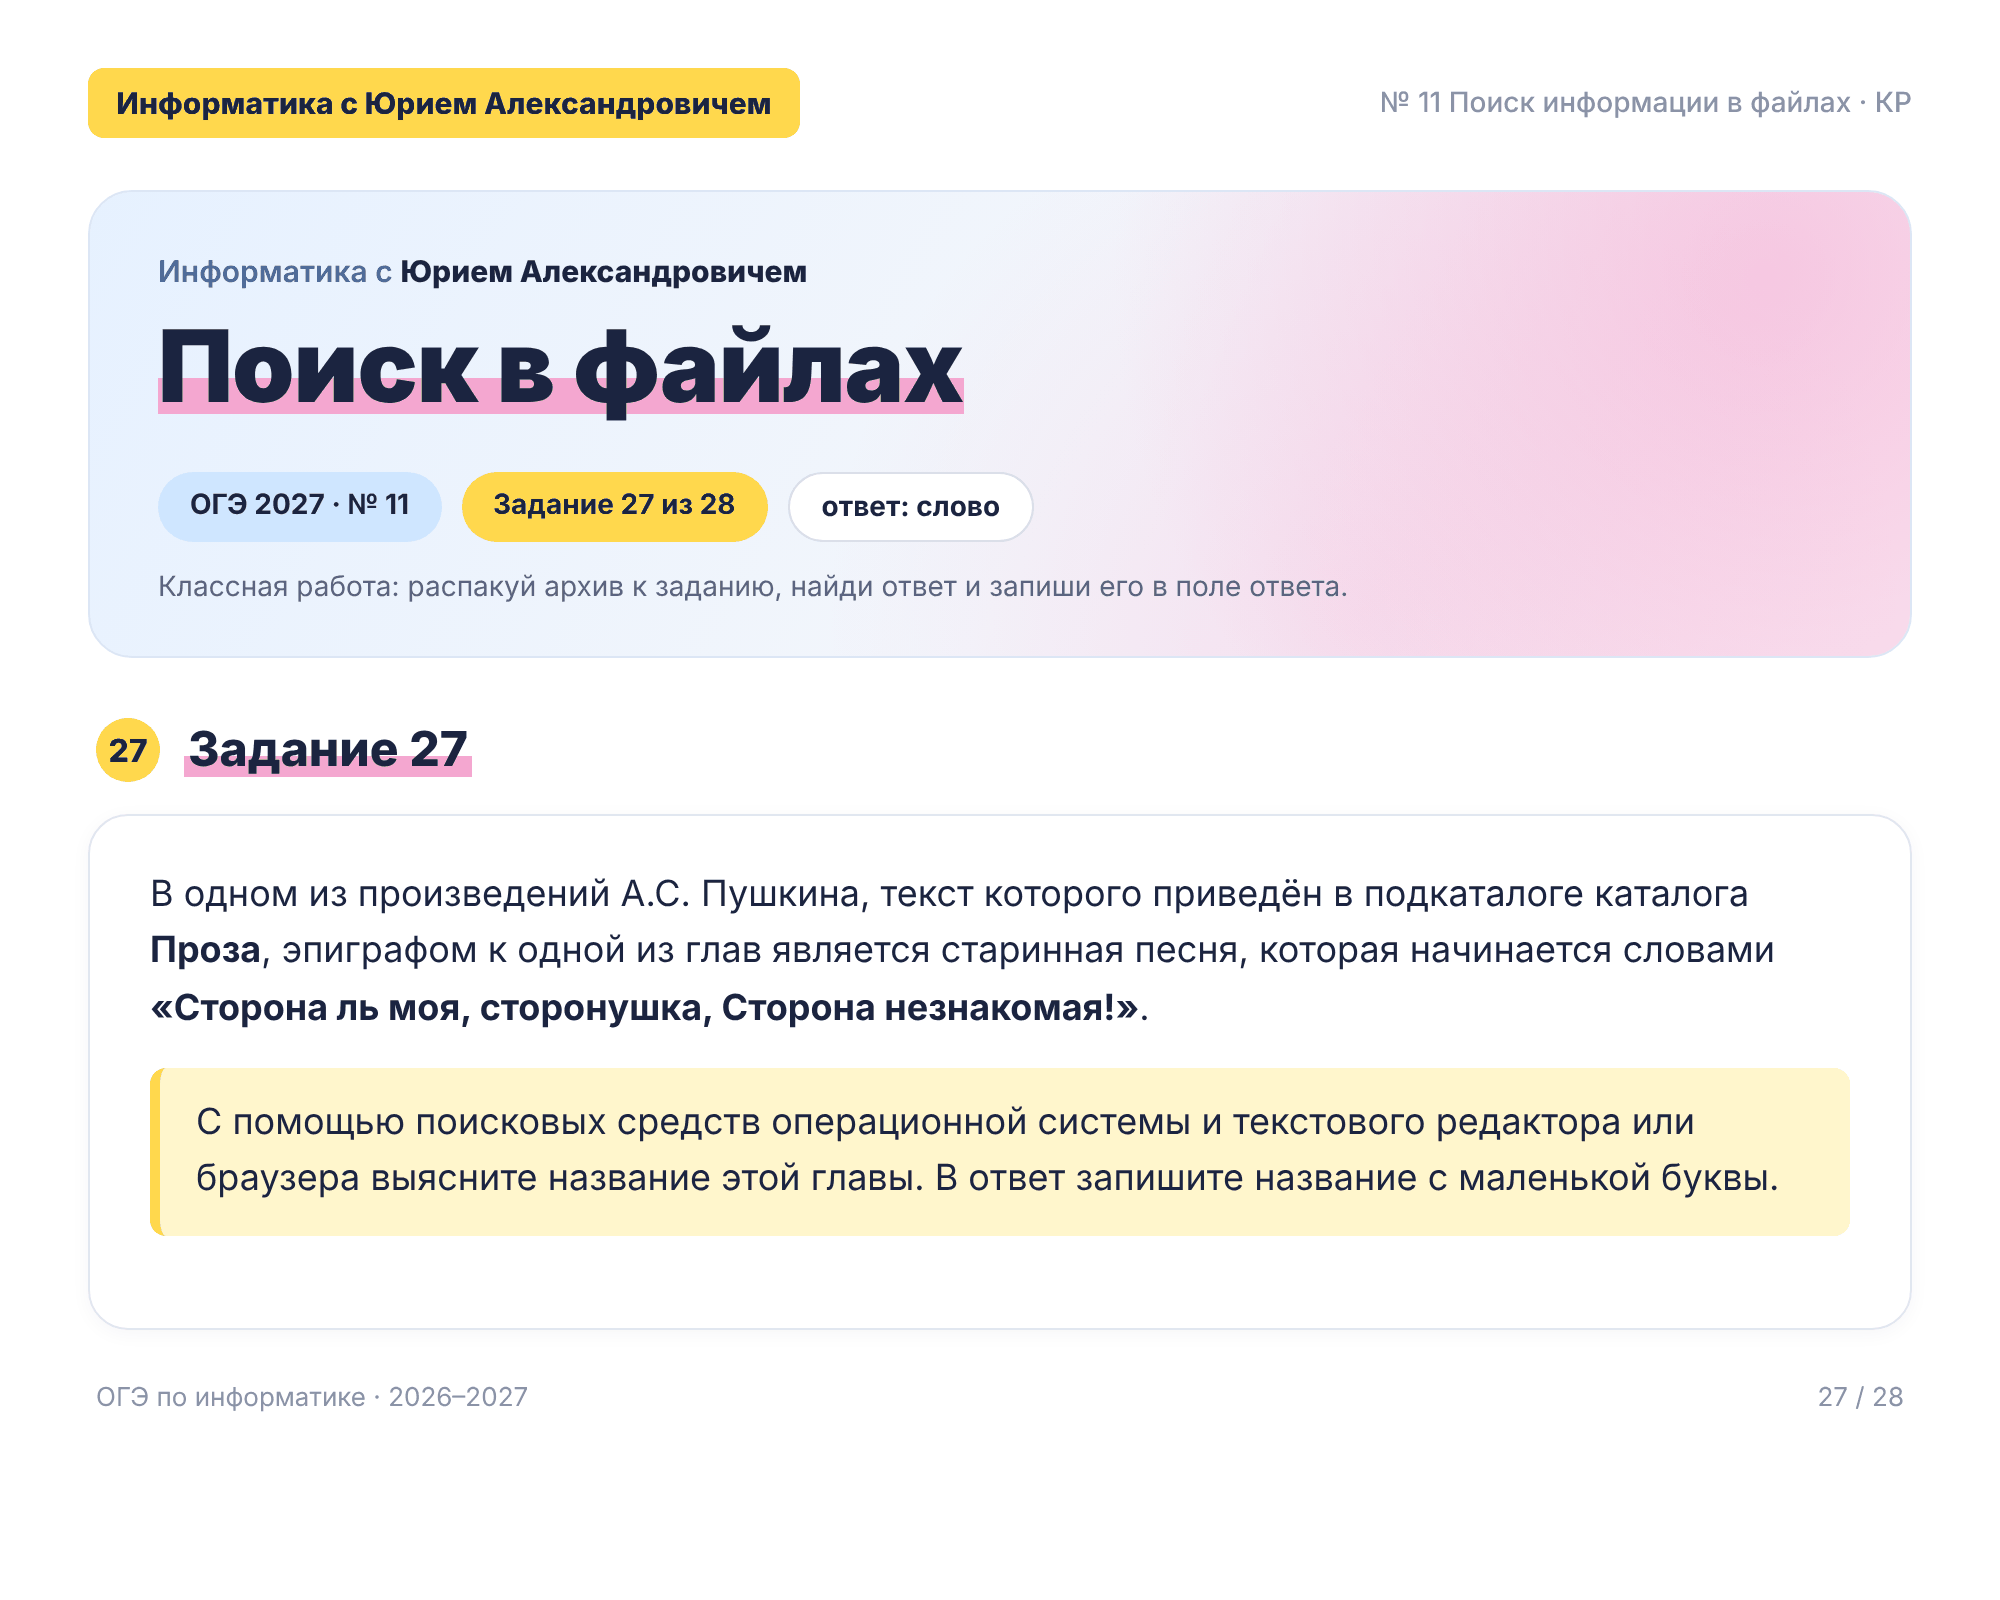 Информатика с Юрием Александровичем
№ 11 Поиск информации в файлах · КР
Информатика с Юрием Александровичем
Поиск в файлах
ОГЭ 2027 · № 11
Задание 27 из 28
ответ: слово
Классная работа: распакуй архив к заданию, найди ответ и запиши его в поле ответа.
27
Задание 27
В одном из произведений А.С. Пушкина, текст которого приведён в подкаталоге каталога
Проза, эпиграфом к одной из глав является старинная песня, которая начинается словами
«Сторона ль моя, сторонушка, Сторона незнакомая!».
С помощью поисковых средств операционной системы и текстового редактора или
браузера выясните название этой главы. В ответ запишите название с маленькой буквы.
ОГЭ по информатике · 2026–2027
27 / 28